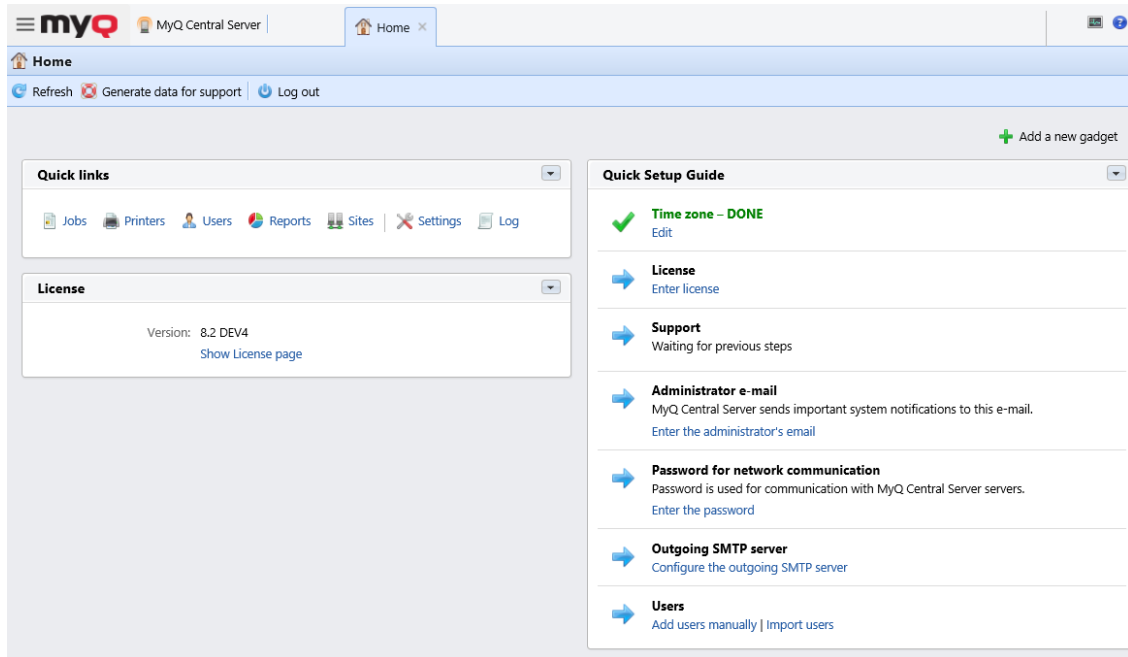 myQ MyQ Central Server Home
Home
Refresh Generate data for support Log out
Add a new gadget
Quick links
Jobs Printers Users Reports Sites Settings Log
License
Version: 8.2 DEV4
Show License page
Quick Setup Guide
Time zone – DONE
Edit
License
Enter license
Support
Waiting for previous steps
Administrator e-mail
MyQ Central Server sends important system notifications to this e-mail.
Enter the administrator's email
Password for network communication
Password is used for communication with MyQ Central Server servers.
Enter the password
Outgoing SMTP server
Configure the outgoing SMTP server
Users
Add users manually | Import users